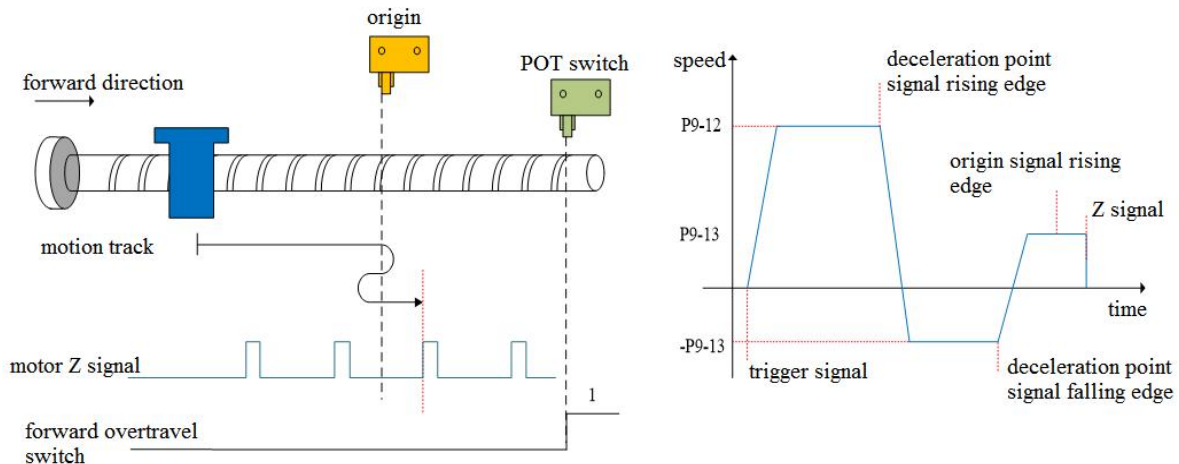 origin
POT switch
forward direction
motion track
motor Z signal
1
forward overtravel
switch
speed
deceleration point
signal rising edge
P9-12
origin signal rising
edge
Z signal
P9-13
time
-P9-13
trigger signal
deceleration point
signal falling edge